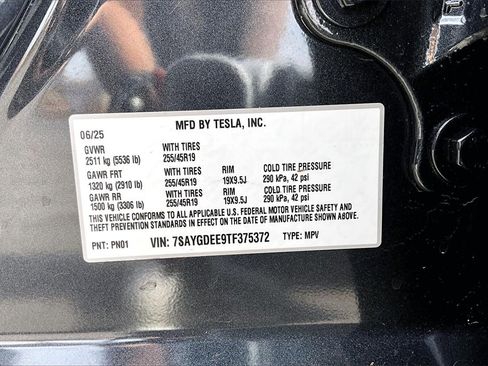 MFD BY TESLA, INC.
06/25
GVWR WITH TIRES
2511 kg (5536 lb) 255/45R19
GAWR FRT WITH TIRES RIM COLD TIRE PRESSURE
1320 kg (2910 lb) 255/45R19 19X9.5J 290 kPa, 42 psi
GAWR RR WITH TIRES RIM COLD TIRE PRESSURE
1500 kg (3306 lb) 255/45R19 19X9.5J 290 kPa, 42 psi
THIS VEHICLE CONFORMS TO ALL APPLICABLE U.S. FEDERAL MOTOR VEHICLE SAFETY AND
THEFT PREVENTION STANDARDS IN EFFECT ON THE DATE OF MANUFACTURE SHOWN ABOVE.
PNT: PN01 VIN: 7SAYGDEE9TF375372 TYPE: MPV